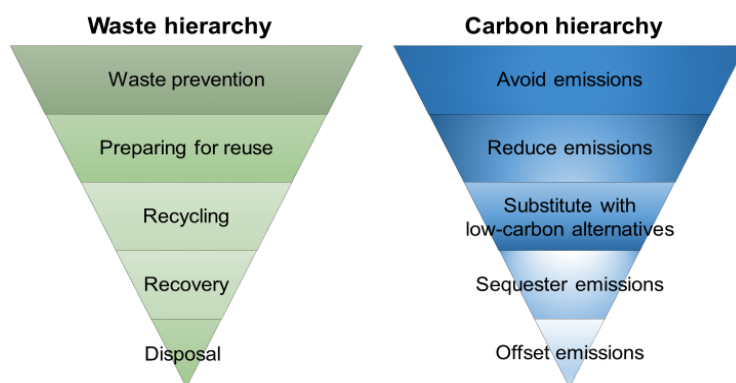 Waste hierarchy
Waste prevention
Preparing for reuse
Recycling
Recovery
Disposal
Carbon hierarchy
Avoid emissions
Reduce emissions
Substitute with
low-carbon alternatives
Sequester emissions
Offset emissions